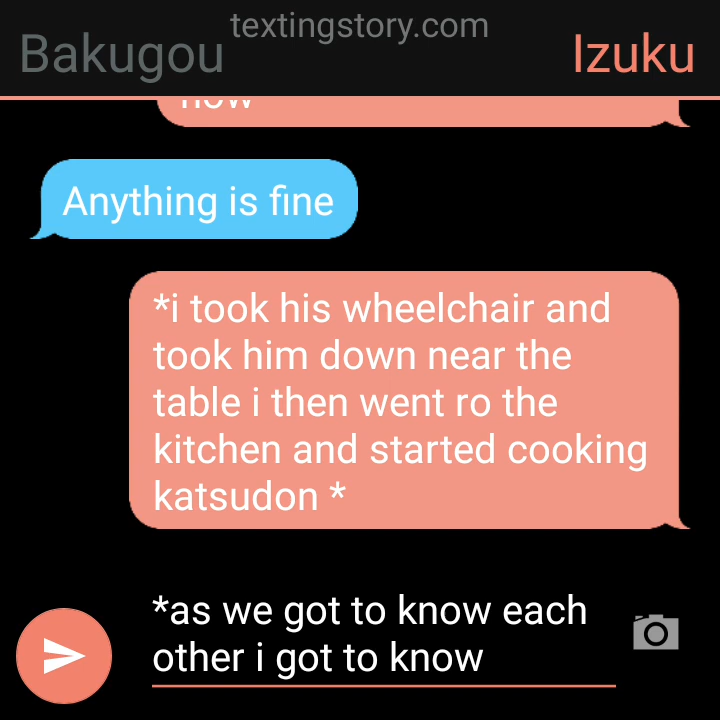 textingstory.com
Bakugou
Izuku
now
Anything is fine
*i took his wheelchair and
took him down near the
table i then went ro the
kitchen and started cooking
katsudon *
*as we got to know each
other i got to know